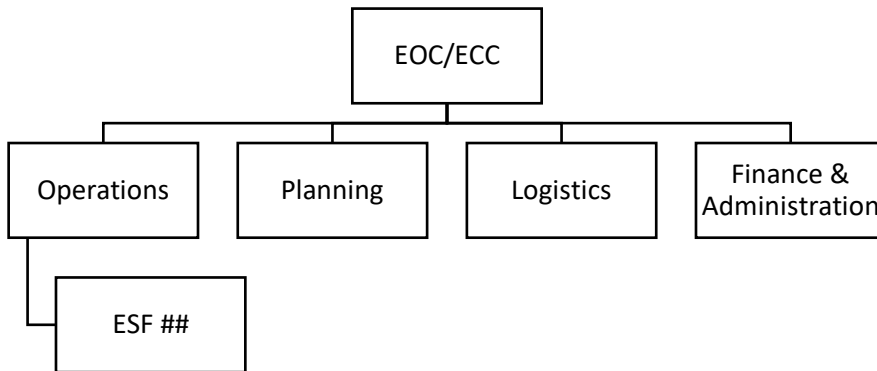 EOC/ECC
Operations
Planning
Logistics
Finance &
Administration
ESF ##